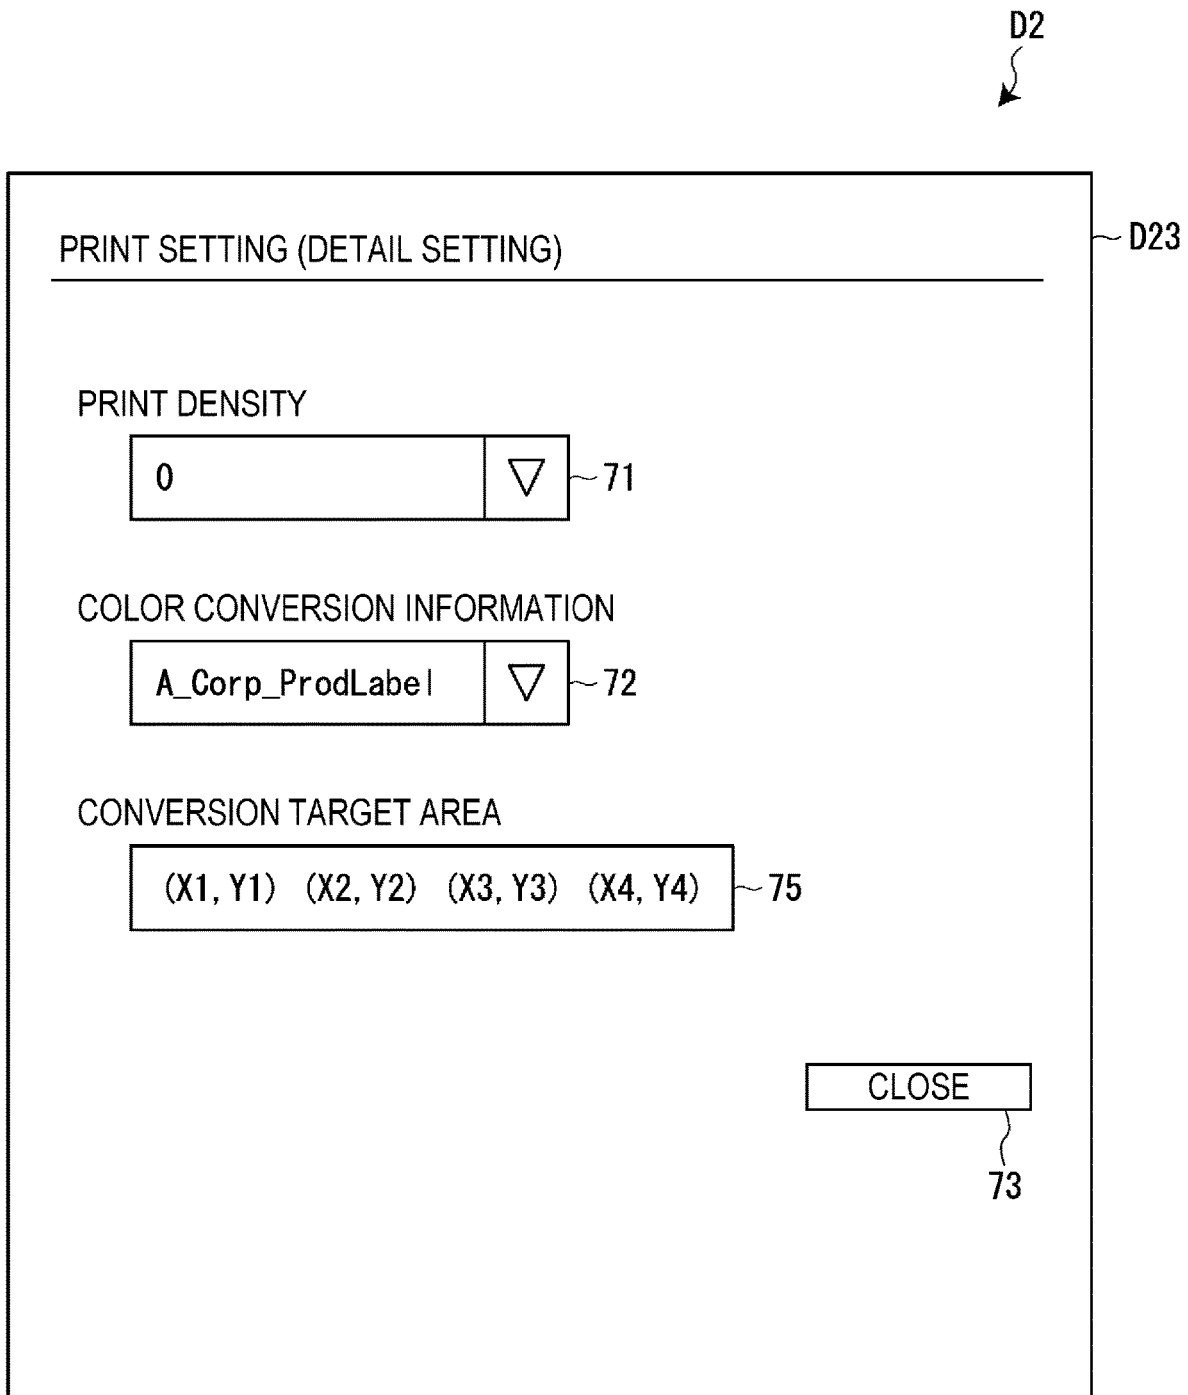 D2
PRINT SETTING (DETAIL SETTING)
D23
PRINT DENSITY
0
71
COLOR CONVERSION INFORMATION
A_Corp_ProdLabel
72
CONVERSION TARGET AREA
(X1, Y1) (X2, Y2) (X3, Y3) (X4, Y4)
75
CLOSE
73